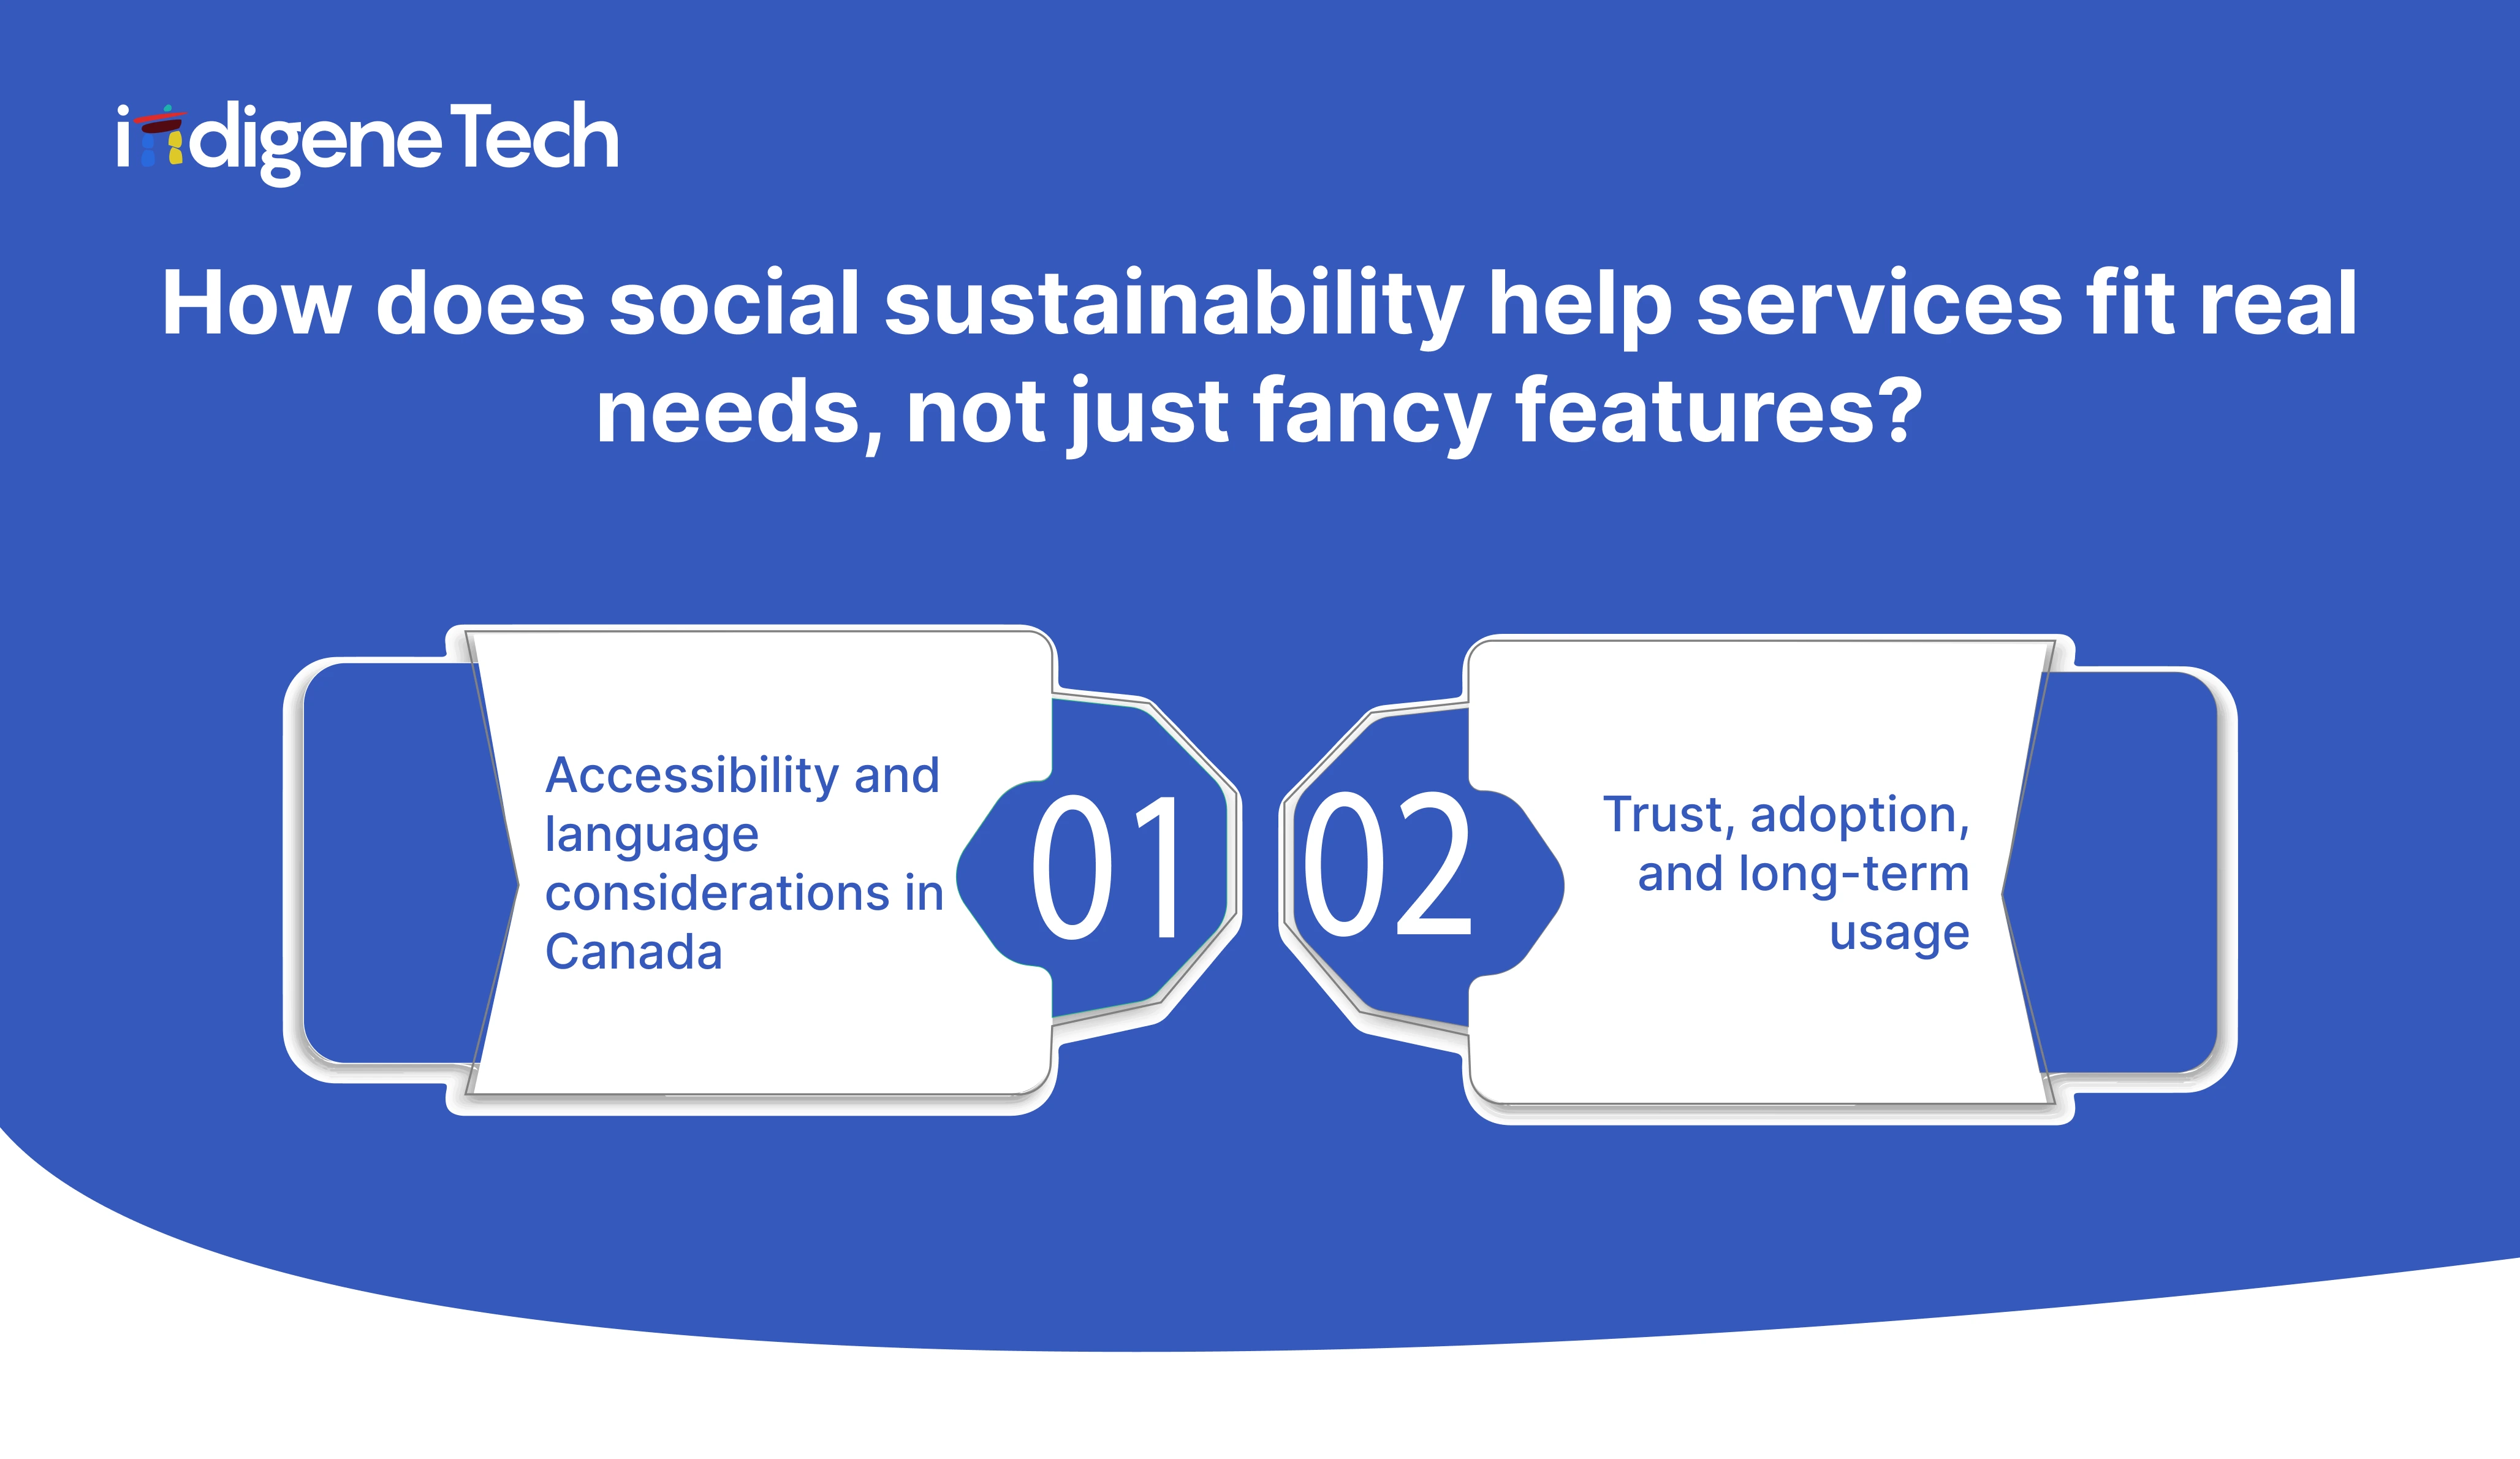 indigene Tech
How does social sustainability help services fit real
needs, not just fancy features?
Accessibility and
language
considerations in
Canada
01
02
Trust, adoption,
and long-term
usage